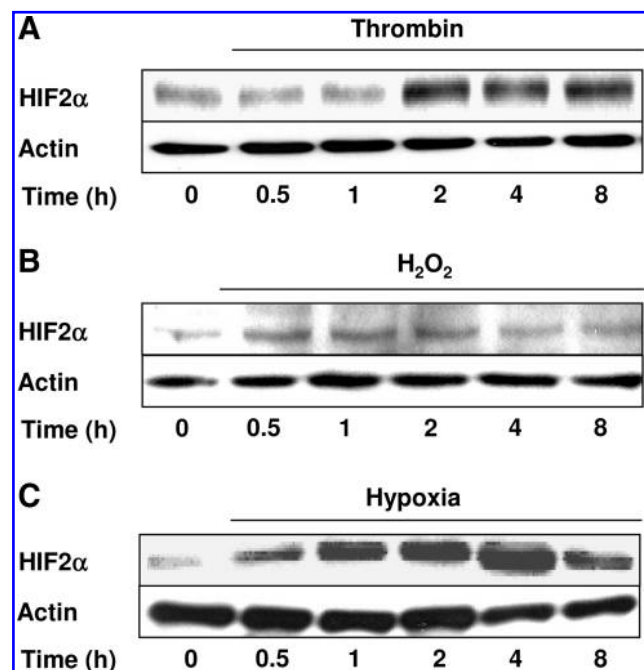 A
Thrombin
HIF2α
Actin
Time (h) 0 0.5 1 2 4 8
B
H₂O₂
HIF2α
Actin
Time (h) 0 0.5 1 2 4 8
C
Hypoxia
HIF2α
Actin
Time (h) 0 0.5 1 2 4 8